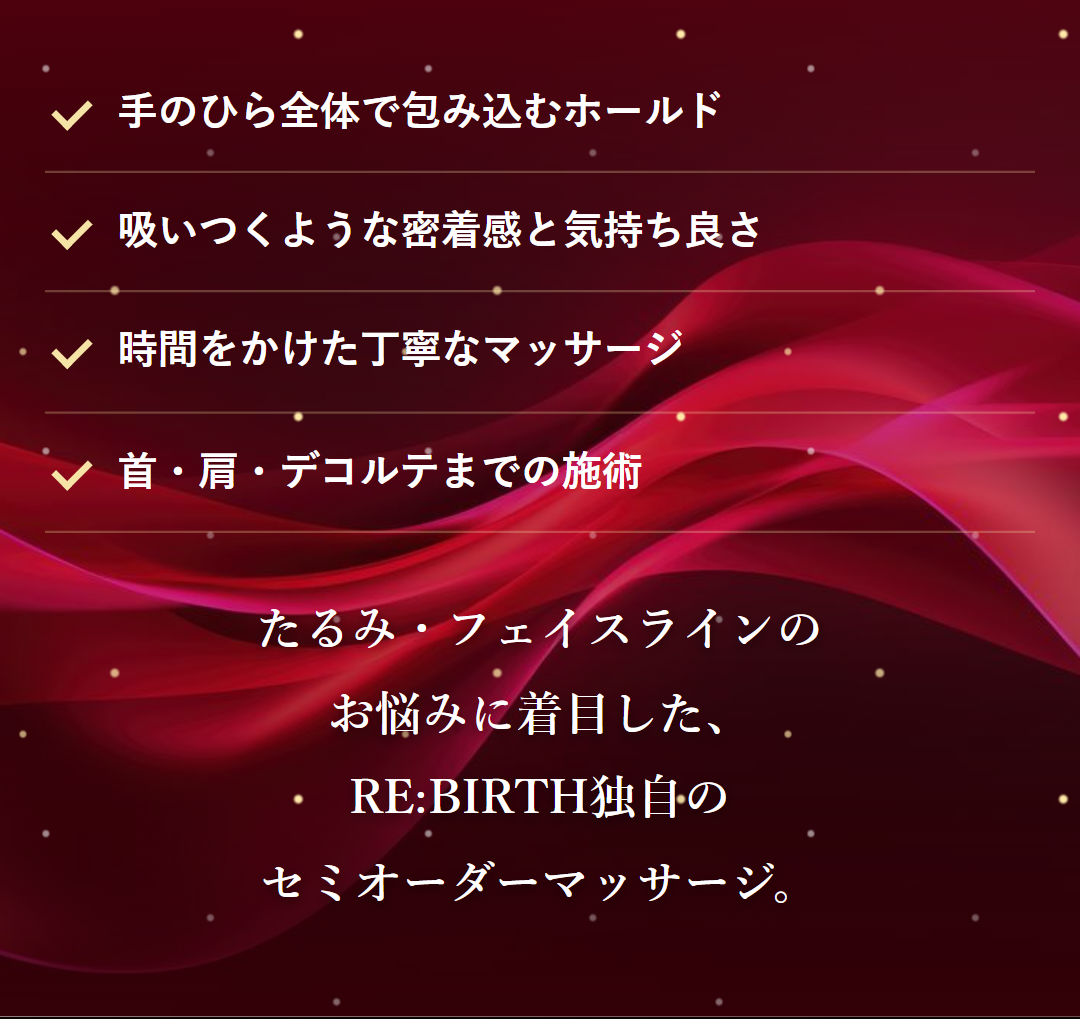 手のひら全体で包み込むホールド
吸いつくような密着感と気持ち良さ
時間をかけた丁寧なマッサージ
首・肩・デコルテまでの施術
たるみ・フェイスラインの
お悩みに着目した、
RE:BIRTH独自の
セミオーダーマッサージ。